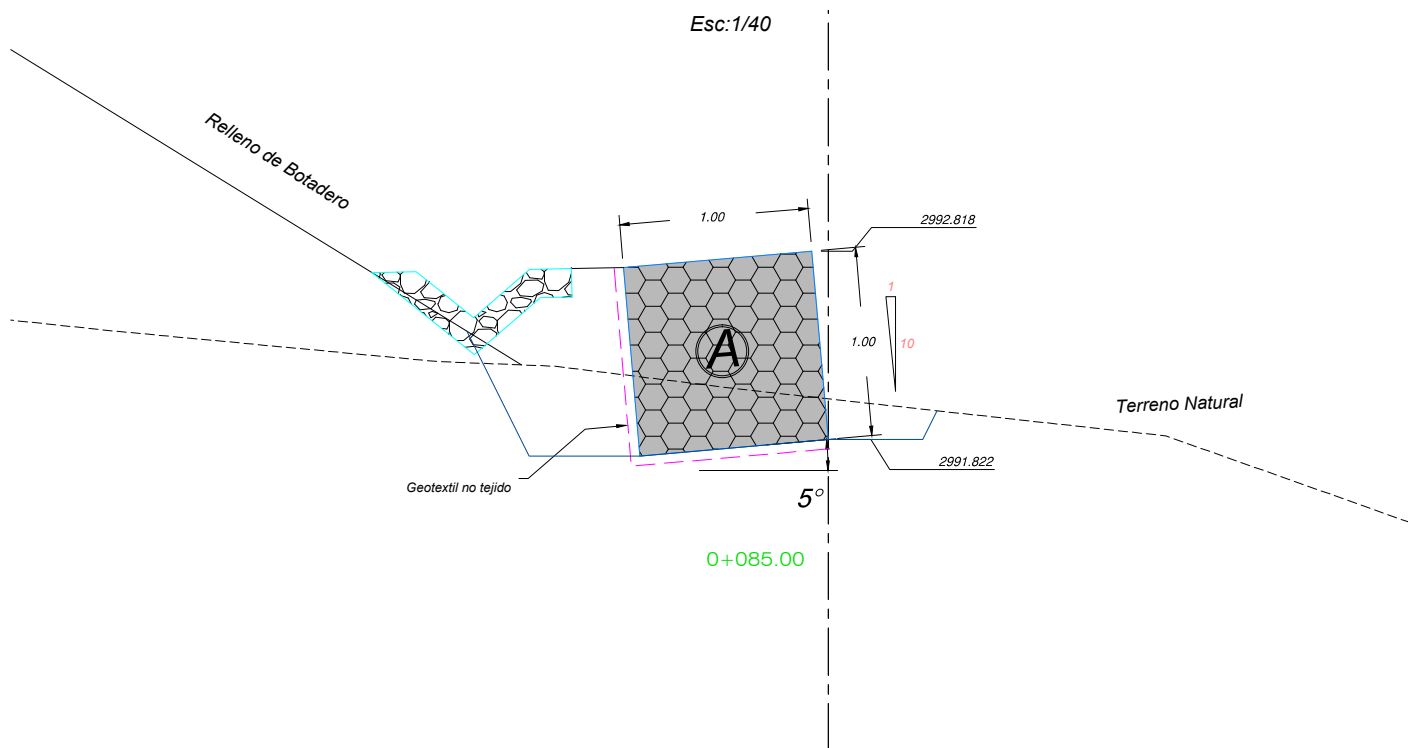 Esc:1/40
Relleno de Botadero
1.00
2992.818
1
10
1.00
A
Terreno Natural
2991.822
Geotextil no tejido
5°
0+085.00